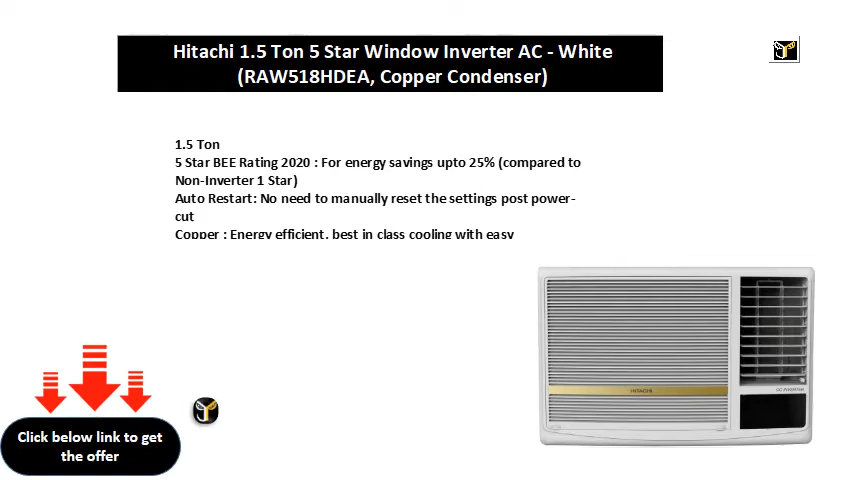 Hitachi 1.5 Ton 5 Star Window Inverter AC - White
(RAW518HDEA, Copper Condenser)
1.5 Ton
5 Star BEE Rating 2020 : For energy savings upto 25% (compared to
Non-Inverter 1 Star)
Auto Restart: No need to manually reset the settings post power-
cut
Copper : Energy efficient, best in class cooling with easy
HITACHI
AC INVERTER
Click below link to get
the offer